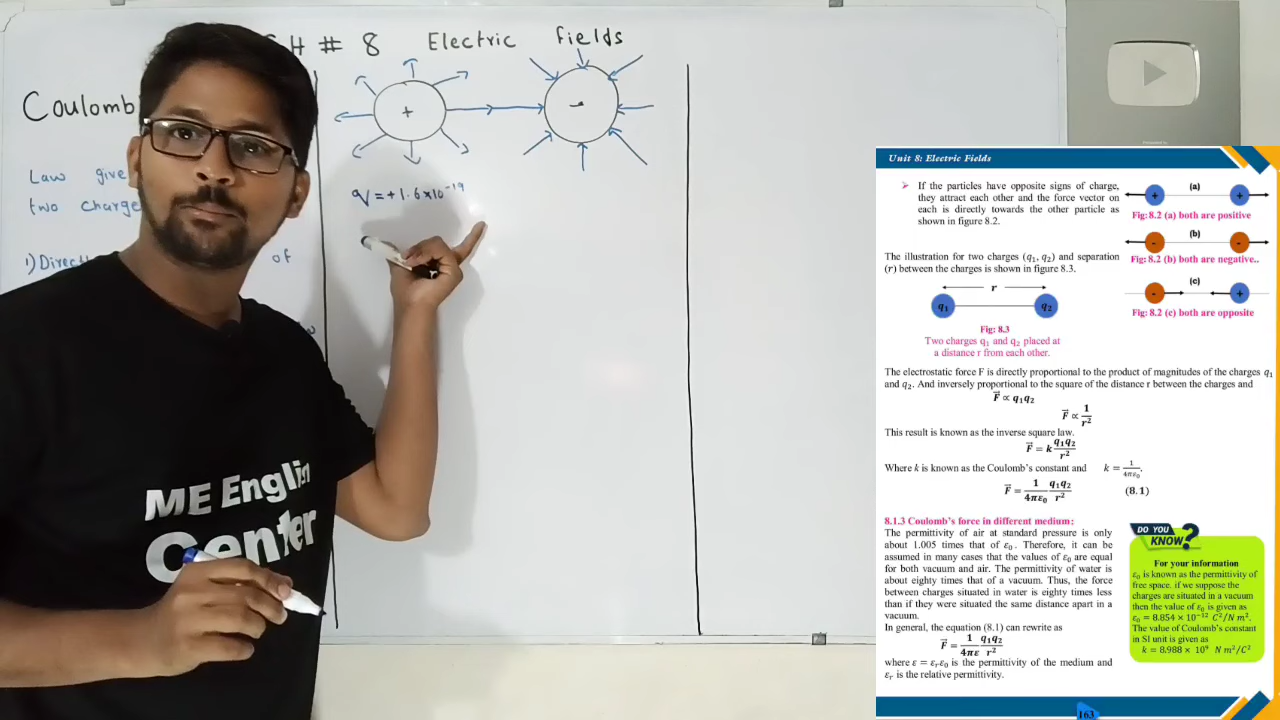 H # 8 Electric fields
Coulomb
Law give
two charge
1) Direc
of
+
-
q = +1.6×10⁻¹⁹
ME English
Center
Unit 8: Electric Fields
➢ If the particles have opposite signs of charge,
they attract each other and the force vector on
each is directly towards the other particle as
shown in figure 8.2.
(a)
+ +
Fig: 8.2 (a) both are positive
(b)
- -
Fig: 8.2 (b) both are negative..
(c)
- +
Fig: 8.2 (c) both are opposite
The illustration for two charges (q₁, q₂) and separation
(r) between the charges is shown in figure 8.3.
r
q₁ q₂
Fig: 8.3
Two charges q₁ and q₂ placed at
a distance r from each other.
The electrostatic force F is directly proportional to the product of magnitudes of the charges q₁
and q₂. And inversely proportional to the square of the distance r between the charges and
F⃗ ∝ q₁q₂
F⃗ ∝ 1/r²
This result is known as the inverse square law.
F⃗ = k q₁q₂/r²
Where k is known as the Coulomb's constant and k = 1/4πε₀.
F⃗ = 1/4πε₀ q₁q₂/r² (8.1)
8.1.3 Coulomb's force in different medium:
The permittivity of air at standard pressure is only
about 1.005 times that of ε₀. Therefore, it can be
assumed in many cases that the values of ε₀ are equal
for both vacuum and air. The permittivity of water is
about eighty times that of a vacuum. Thus, the force
between charges situated in water is eighty times less
than if they were situated the same distance apart in a
vacuum.
In general, the equation (8.1) can rewrite as
F⃗ = 1/4πε q₁q₂/r²
where ε = εᵣε₀ is the permittivity of the medium and
εᵣ is the relative permittivity.
DO YOU
KNOW?
For your information
ε₀ is known as the permittivity of
free space. if we suppose the
charges are situated in a vacuum
then the value of ε₀ is given as
ε₀ = 8.854 × 10⁻¹² C²/N m².
The value of Coulomb's constant
in SI unit is given as
k = 8.988 × 10⁹ N m²/C²
163